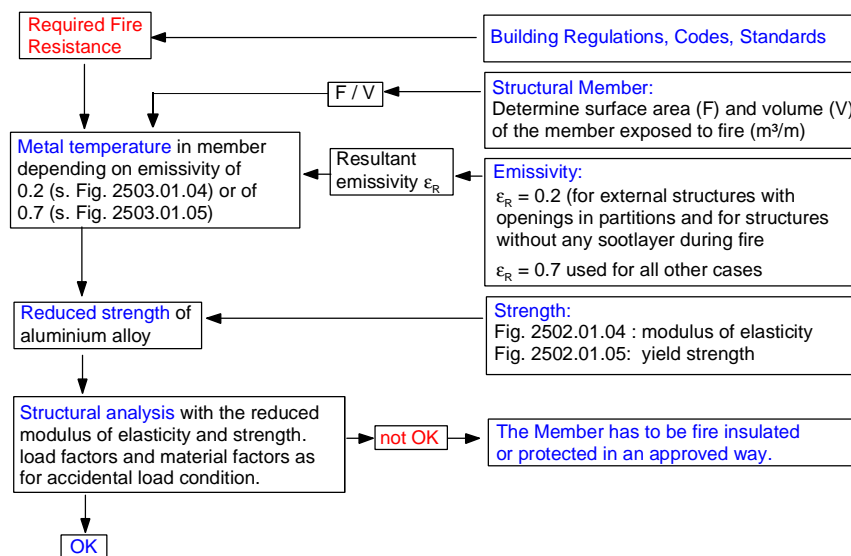 Required Fire
Resistance
Building Regulations, Codes, Standards
F / V
Structural Member:
Determine surface area (F) and volume (V)
of the member exposed to fire (m³/m)
Metal temperature in member
depending on emissivity of
0.2 (s. Fig. 2503.01.04) or of
0.7 (s. Fig. 2503.01.05)
Resultant
emissivity εR
Emissivity:
εR = 0.2 (for external structures with
openings in partitions and for structures
without any sootlayer during fire
εR = 0.7 used for all other cases
Reduced strength of
aluminium alloy
Strength:
Fig. 2502.01.04 : modulus of elasticity
Fig. 2502.01.05: yield strength
Structural analysis with the reduced
modulus of elasticity and strength.
load factors and material factors as
for accidental load condition.
not OK
The Member has to be fire insulated
or protected in an approved way.
OK